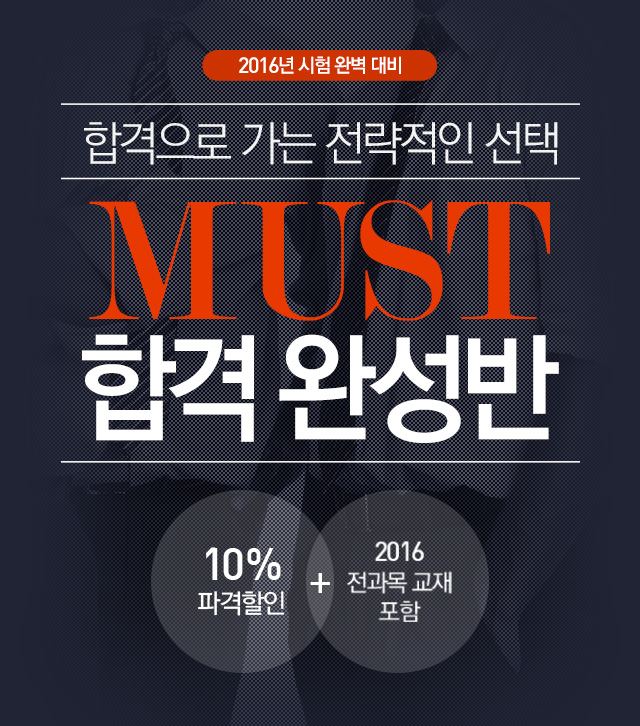 2016년 시험 완벽 대비
합격으로 가는 전략적인 선택
MUST
합격 완성반
10%
파격할인
+
2016
전과목 교재
포함